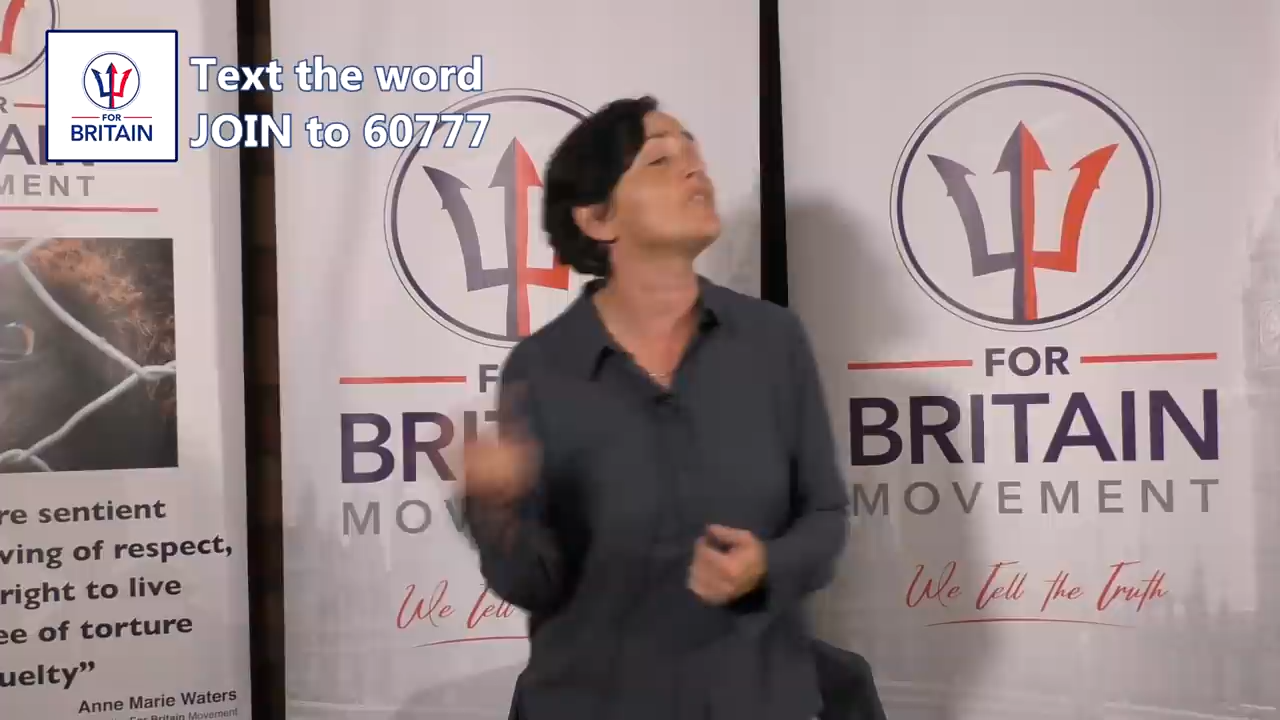 Text the word
JOIN to 60777
FOR
BRITAIN
MENT
re sentient
ving of respect,
right to live
ee of torture
uelty”
Anne Marie Waters
For Britain Movement
BRI
MOV
We Tell
FOR
BRITAIN
MOVEMENT
We Tell the Truth